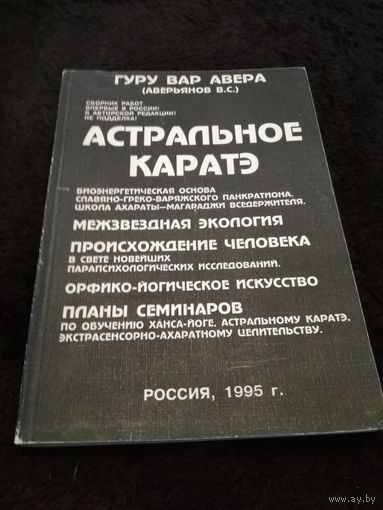 ГУРУ ВАР АВЕРА
(АВЕРЬЯНОВ В.С.)
СБОРНИК РАБОТ
ВПЕРВЫЕ В РОССИИ!
В АВТОРСКОЙ РЕДАКЦИИ!
НЕ ПОДДЕЛКА!
АСТРАЛЬНОЕ
КАРАТЭ
БИОЭНЕРГЕТИЧЕСКАЯ ОСНОВА
СЛАВЯНО-ГРЕКО-ВАРЯЖСКОГО ПАНКРАТИОНА.
ШКОЛА АХАРАТЫ—МАГАРАДЖИ ВСЕДЕРЖИТЕЛЯ.
МЕЖЗВЕЗДНАЯ ЭКОЛОГИЯ
ПРОИСХОЖДЕНИЕ ЧЕЛОВЕКА
В СВЕТЕ НОВЕЙШИХ
ПАРАПСИХОЛОГИЧЕСКИХ ИССЛЕДОВАНИЙ.
ОРФИКО-ЙОГИЧЕСКОЕ ИСКУССТВО
ПЛАНЫ СЕМИНАРОВ
ПО ОБУЧЕНИЮ ХАНСА-ЙОГЕ, АСТРАЛЬНОМУ КАРАТЭ,
ЭКСТРАСЕНСОРНО-АХАРАТНОМУ ЦЕЛИТЕЛЬСТВУ.
РОССИЯ, 1995 г.
ay.by